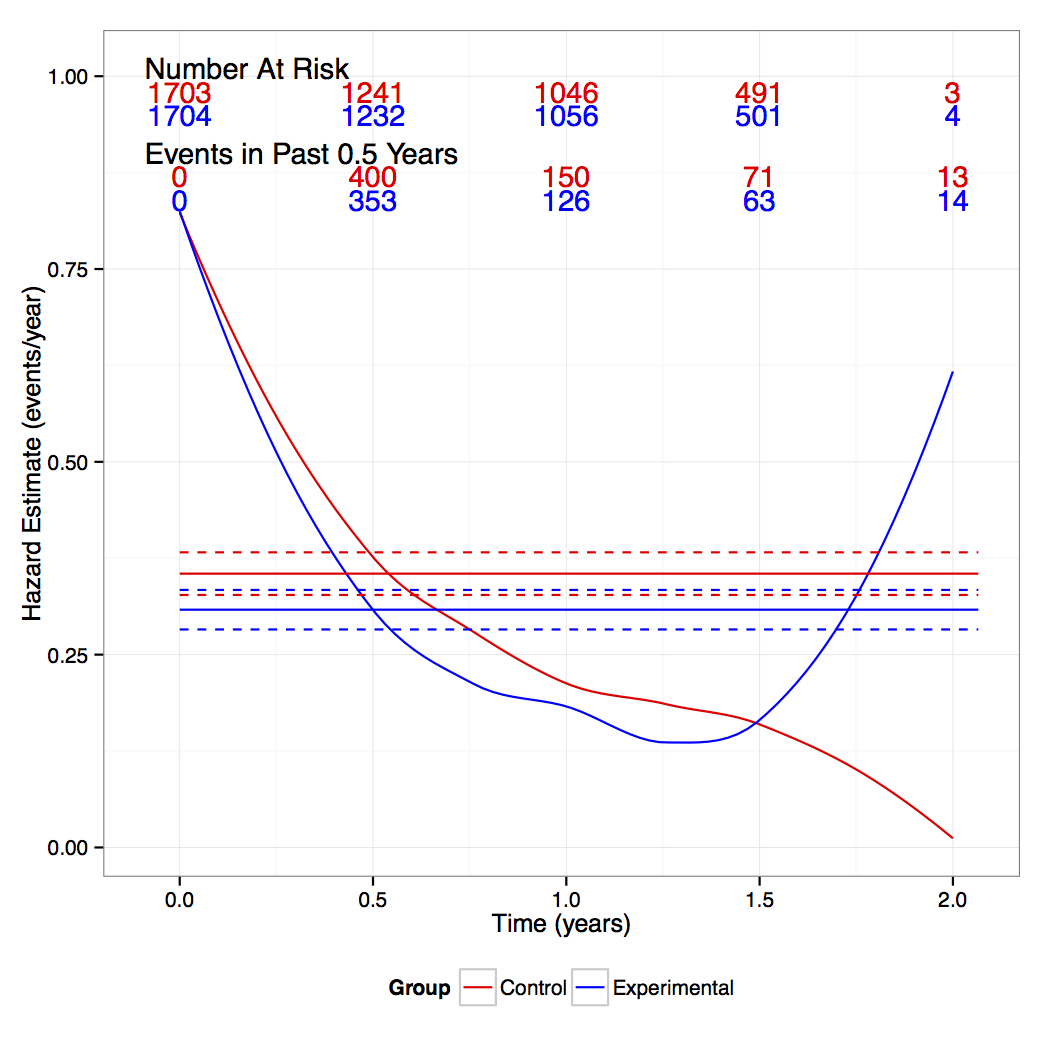 Number At Risk
1703 1241 1046 491 3
1704 1232 1056 501 4
Events in Past 0.5 Years
0 400 150 71 13
0 353 126 63 14
1.00
0.75
0.50
0.25
0.00
Hazard Estimate (events/year)
0.0 0.5 1.0 1.5 2.0
Time (years)
Group Control Experimental